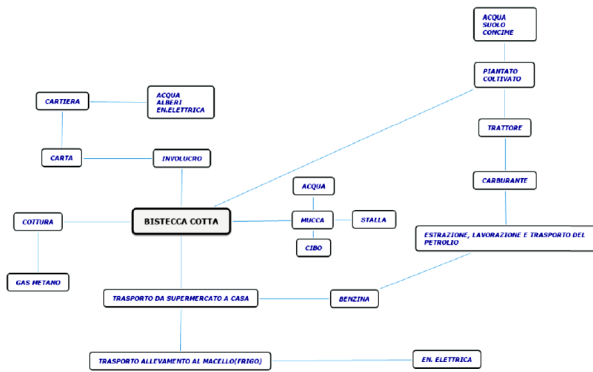 ACQUA
SUOLO
CONCIME
PIANTATO
COLTIVATO
CARTIERA
ACQUA
ALBERI
EN.ELETTRICA
TRATTORE
CARTA
INVOLUCRO
CARBURANTE
ACQUA
COTTURA
BISTECCA COTTA
MUCCA
STALLA
CIBO
ESTRAZIONE, LAVORAZIONE E TRASPORTO DEL
PETROLIO
GAS METANO
TRASPORTO DA SUPERMERCATO A CASA
BENZINA
TRASPORTO ALLEVAMENTO AL MACELLO(FRIGO)
EN. ELETTRICA